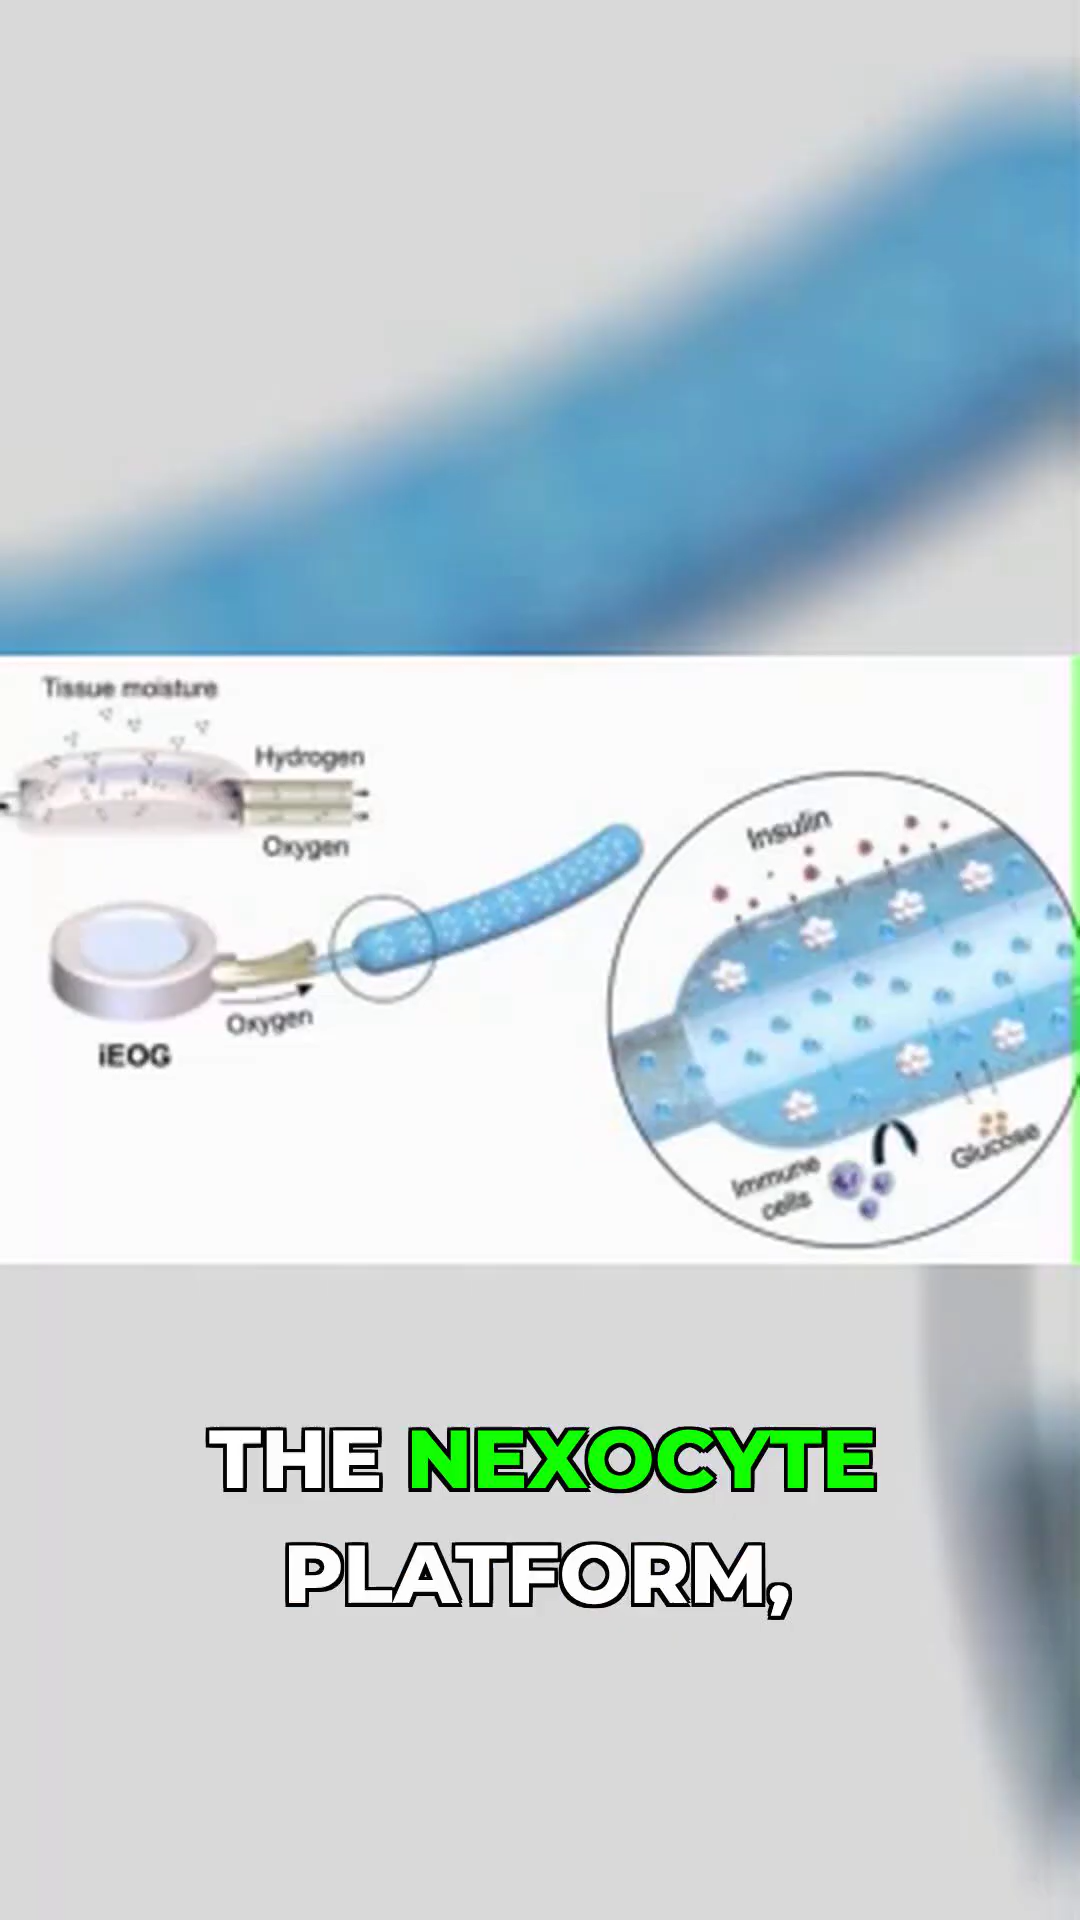 Tissue moisture
Hydrogen
Oxygen
Oxygen
iEOG
Insulin
Immune
cells
Glucose
THE NEXOCYTE
PLATFORM,